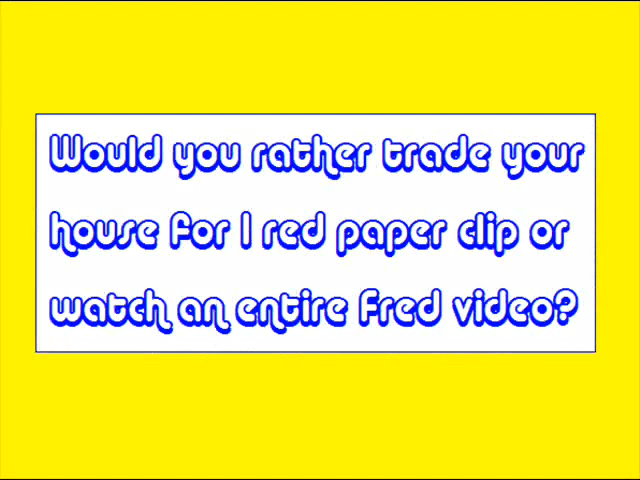 Would you rather trade your
house for 1 red paper clip or
watch an entire Fred video?